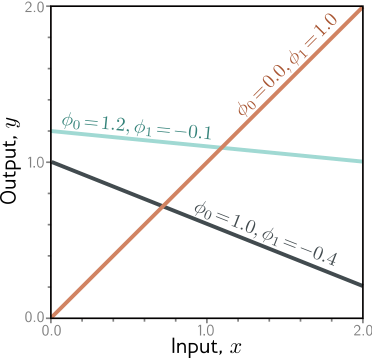 2.0
ϕ₀ = 0.0, ϕ₁ = 1.0
ϕ₀ = 1.2, ϕ₁ = −0.1
Output, y
1.0
ϕ₀ = 1.0, ϕ₁ = −0.4
0.0
0.0 1.0 2.0
Input, x